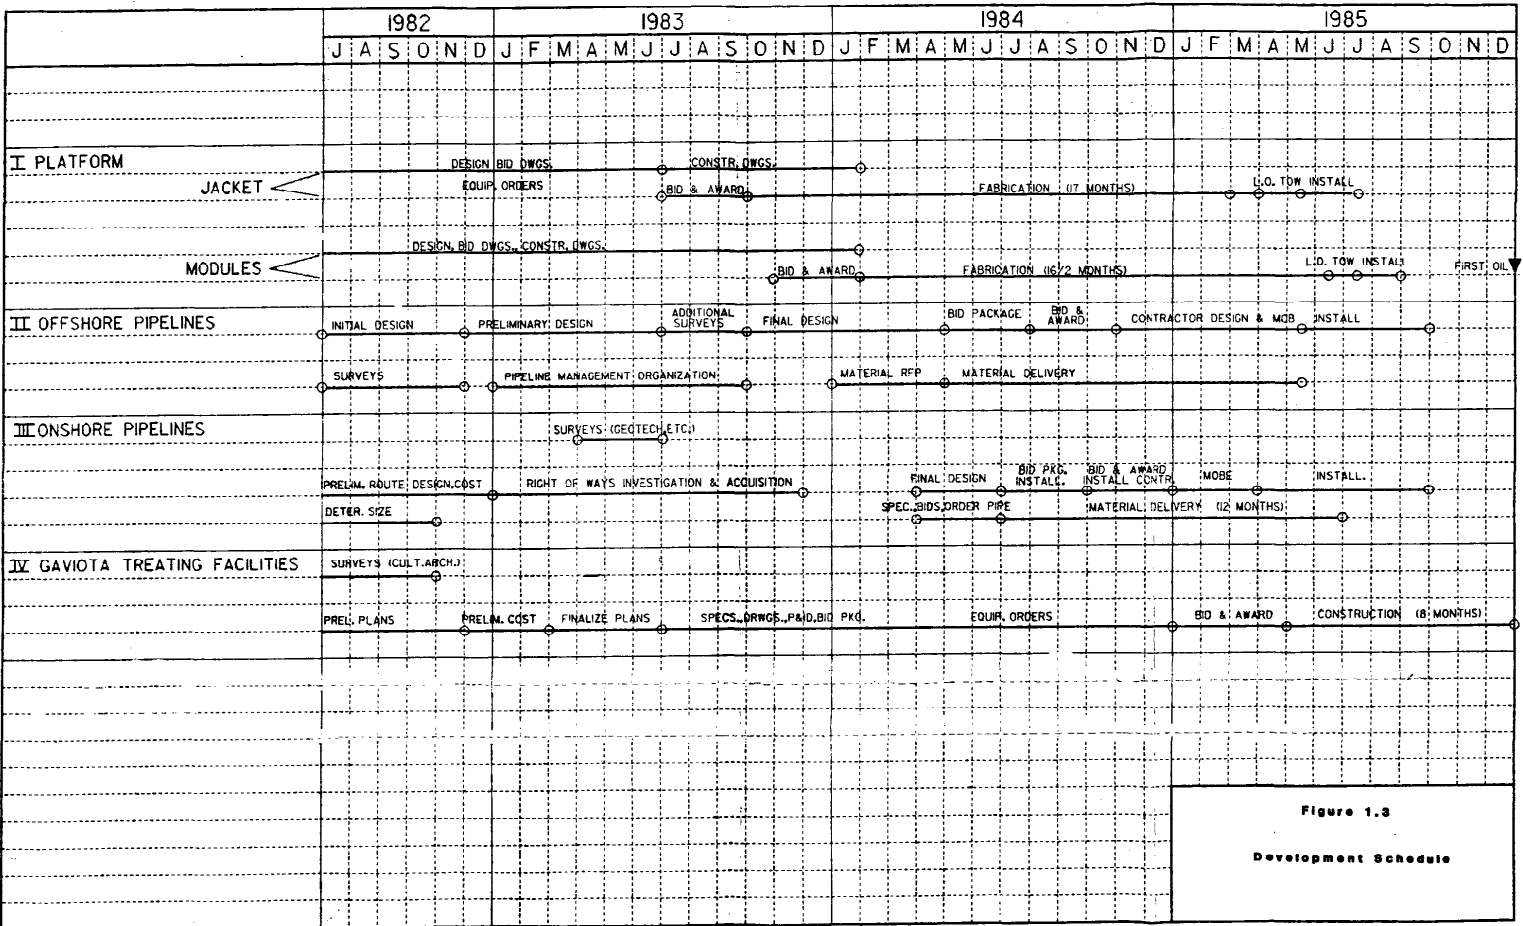 1982 1983 1984 1985
J A S O N D J F M A M J J A S O N D J F M A M J J A S O N D J F M A M J J A S O N D
I PLATFORM
DESIGN BID DWGS. CONSTR. DWGS.
JACKET
EQUIP. ORDERS BID & AWARD FABRICATION (17 MONTHS) L.O. TOW INSTALL
DESIGN, BID DWGS., CONSTR. DWGS.
MODULES
BID & AWARD FABRICATION (16 1/2 MONTHS) L.O. TOW INSTALL FIRST OIL
II OFFSHORE PIPELINES
INITIAL DESIGN PRELIMINARY DESIGN ADDITIONAL SURVEYS FINAL DESIGN BID PACKAGE BID & AWARD CONTRACTOR DESIGN & MOB INSTALL
SURVEYS PIPELINE MANAGEMENT ORGANIZATION MATERIAL RFP MATERIAL DELIVERY
III ONSHORE PIPELINES
SURVEYS (GEOTECH.ETC.)
PRELIM. ROUTE DESIGN.COST RIGHT OF WAYS INVESTIGATION & ACQUISITION FINAL DESIGN BID PKG. INSTALL. BID & AWARD INSTALL CONTR. MOBE INSTALL.
DETER. SIZE SPEC.,BIDS,ORDER PIPE MATERIAL DELIVERY (12 MONTHS)
IV GAVIOTA TREATING FACILITIES
SURVEYS (CULT.ARCH.)
PREL. PLANS PRELIM. COST FINALIZE PLANS SPECS.,DRWGS.,P&ID,BID PKG. EQUIP. ORDERS BID & AWARD CONSTRUCTION (8 MONTHS)
Figure 1.3
Development Schedule